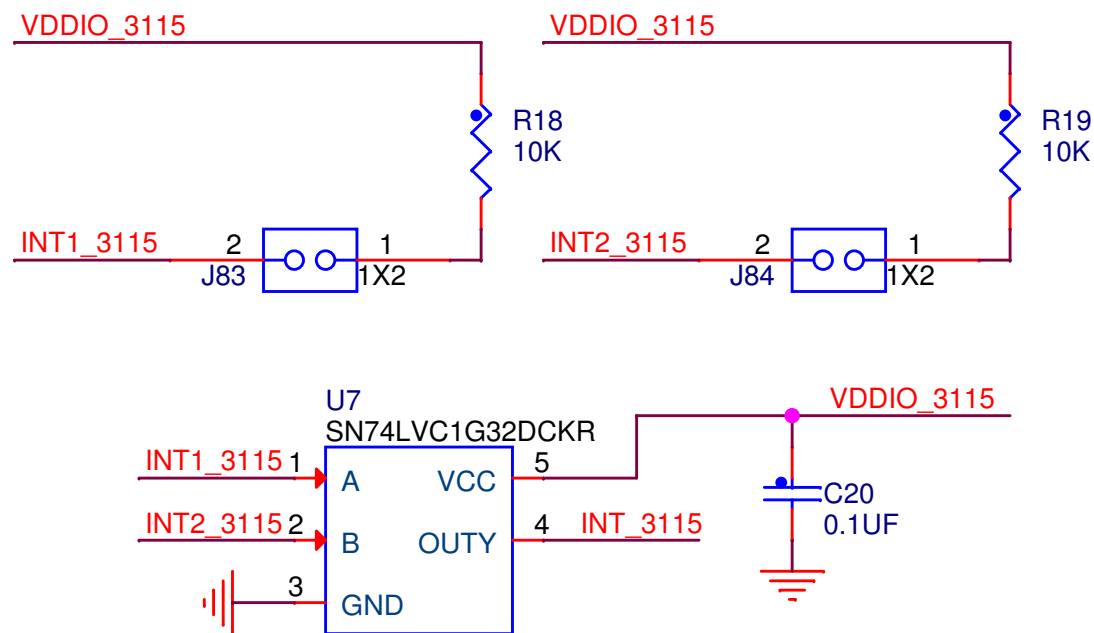 VDDIO_3115
VDDIO_3115
R18
10K
R19
10K
INT1_3115
2
1
J83
1X2
INT2_3115
2
1
J84
1X2
U7
SN74LVC1G32DCKR
VDDIO_3115
INT1_3115
1
A
VCC
5
C20
0.1UF
INT2_3115
2
B
OUTY
4
INT_3115
3
GND